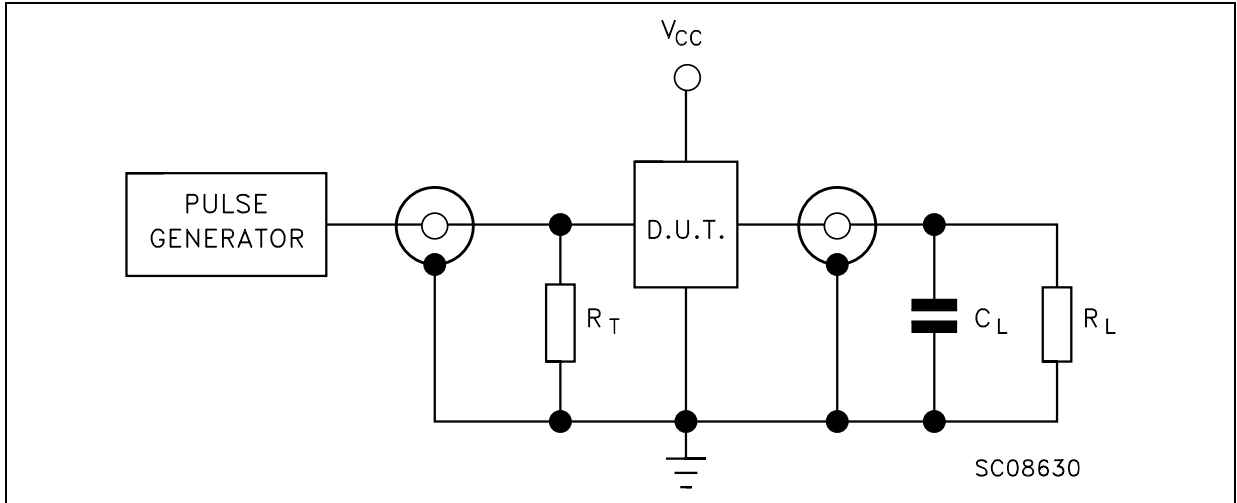 VCC
PULSE
GENERATOR
D.U.T.
RT
CL
RL
SC08630